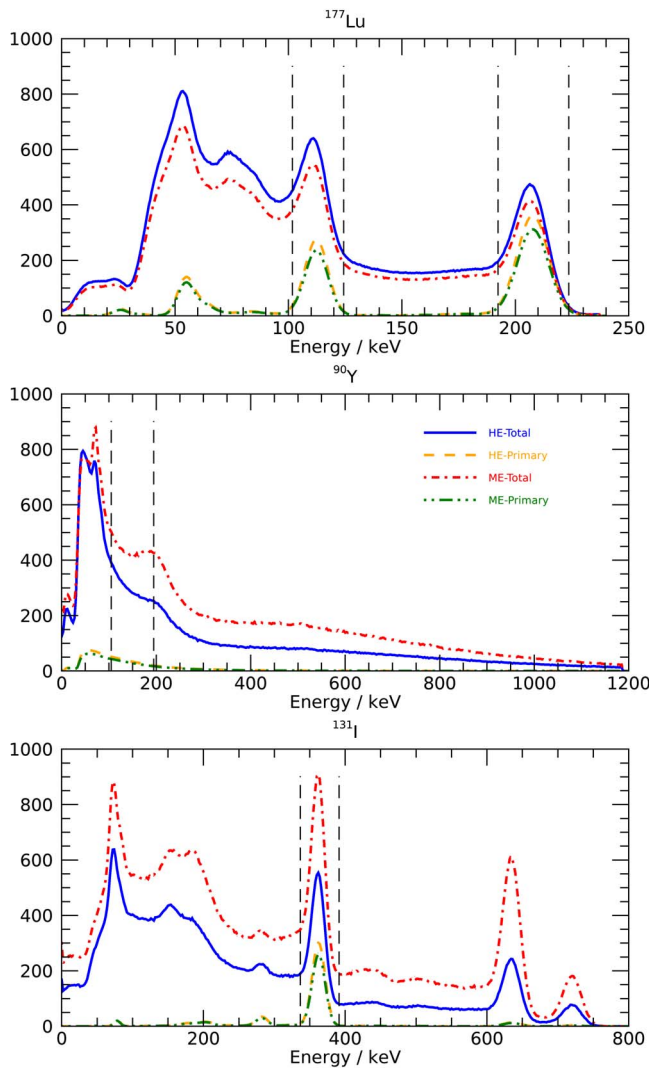 ¹⁷⁷Lu
1000
800
600
400
200
0
0 50 100 150 200 250
Energy / keV
⁹⁰Y
1000
800
600
400
200
0
HE-Total
HE-Primary
ME-Total
ME-Primary
0 200 400 600 800 1000 1200
Energy / keV
¹³¹I
1000
800
600
400
200
0
0 200 400 600 800
Energy / keV